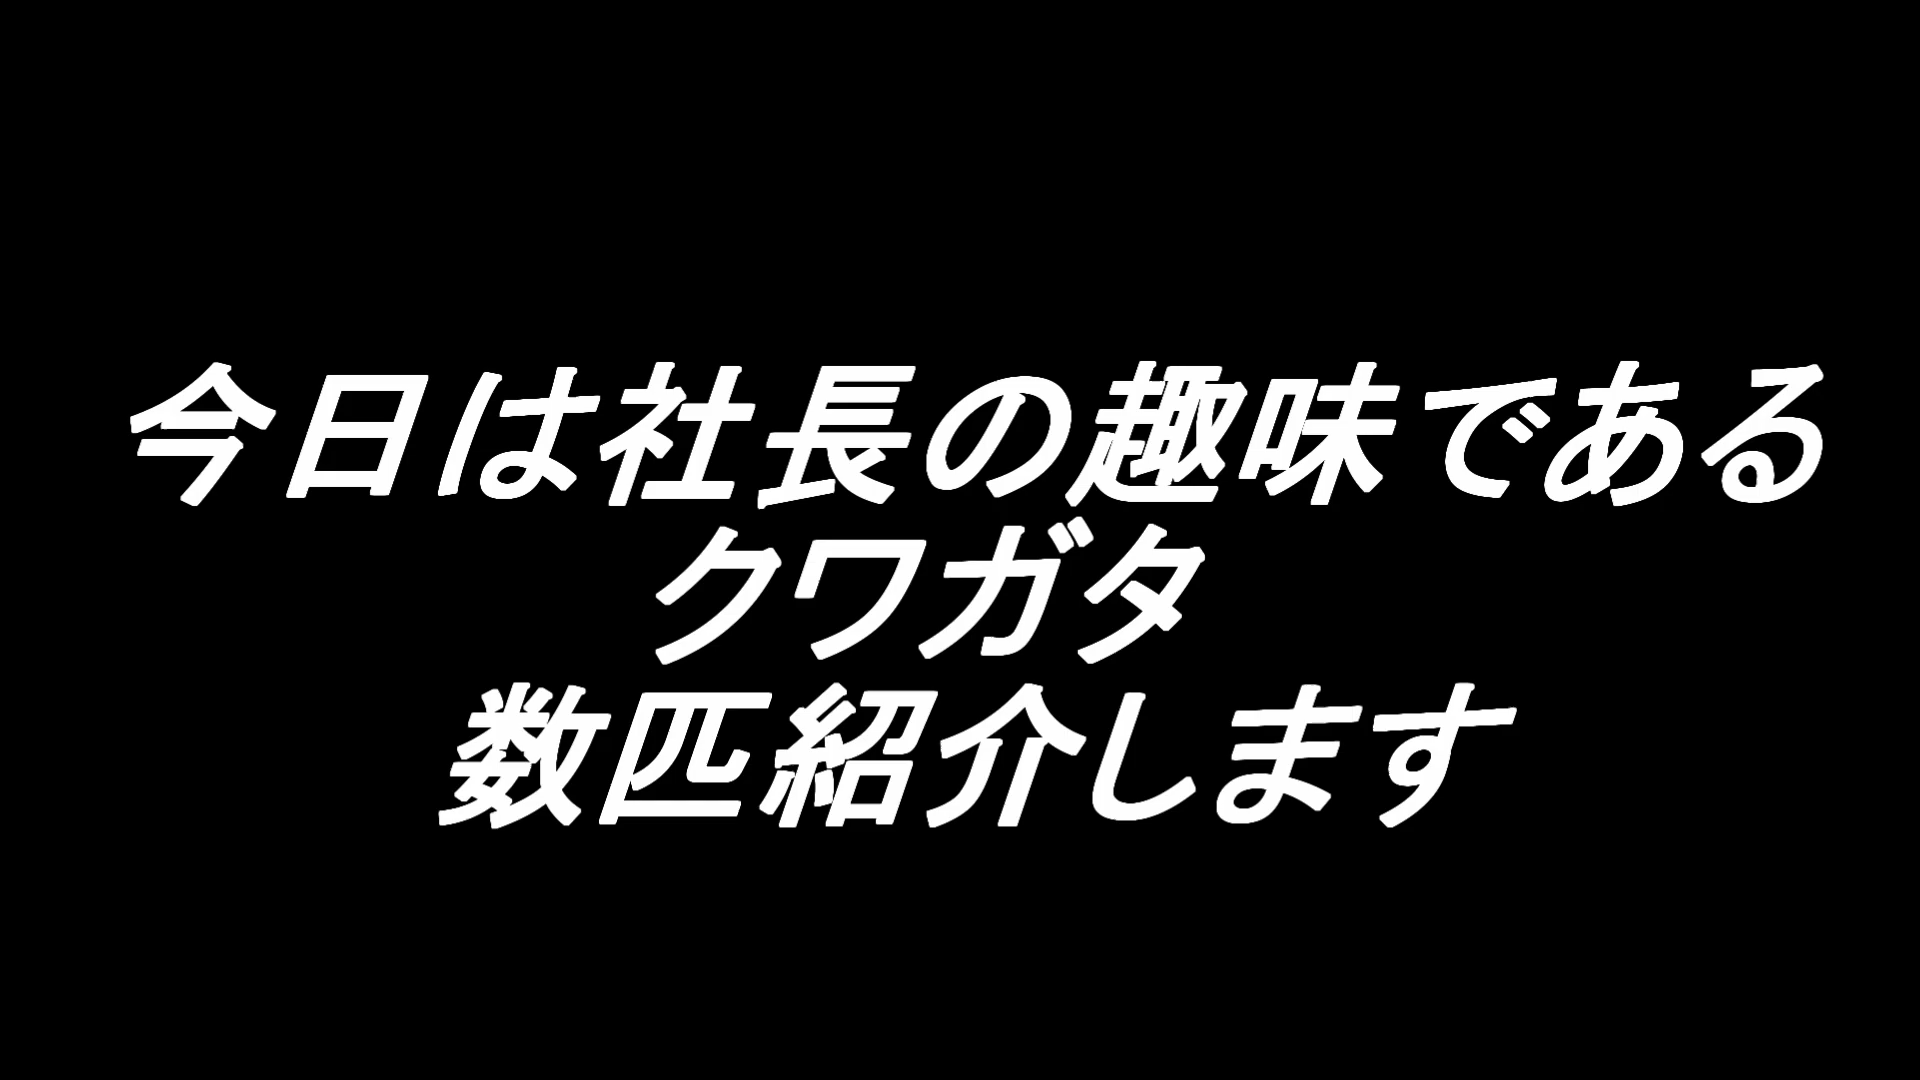 今日は社長の趣味である
クワガタ
数匹紹介します